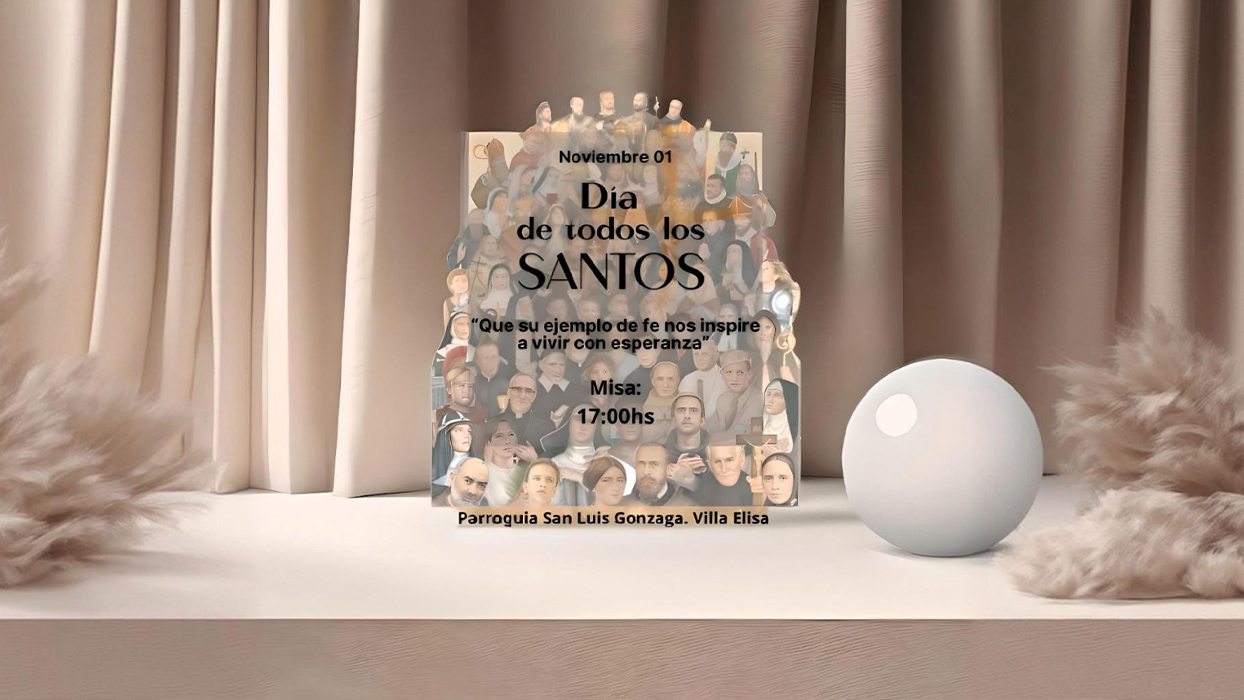 Noviembre 01
Día
de todos los
SANTOS
“Que su ejemplo de fe nos inspire
a vivir con esperanza”
Misa:
17:00hs
Parroquia San Luis Gonzaga. Villa Elisa